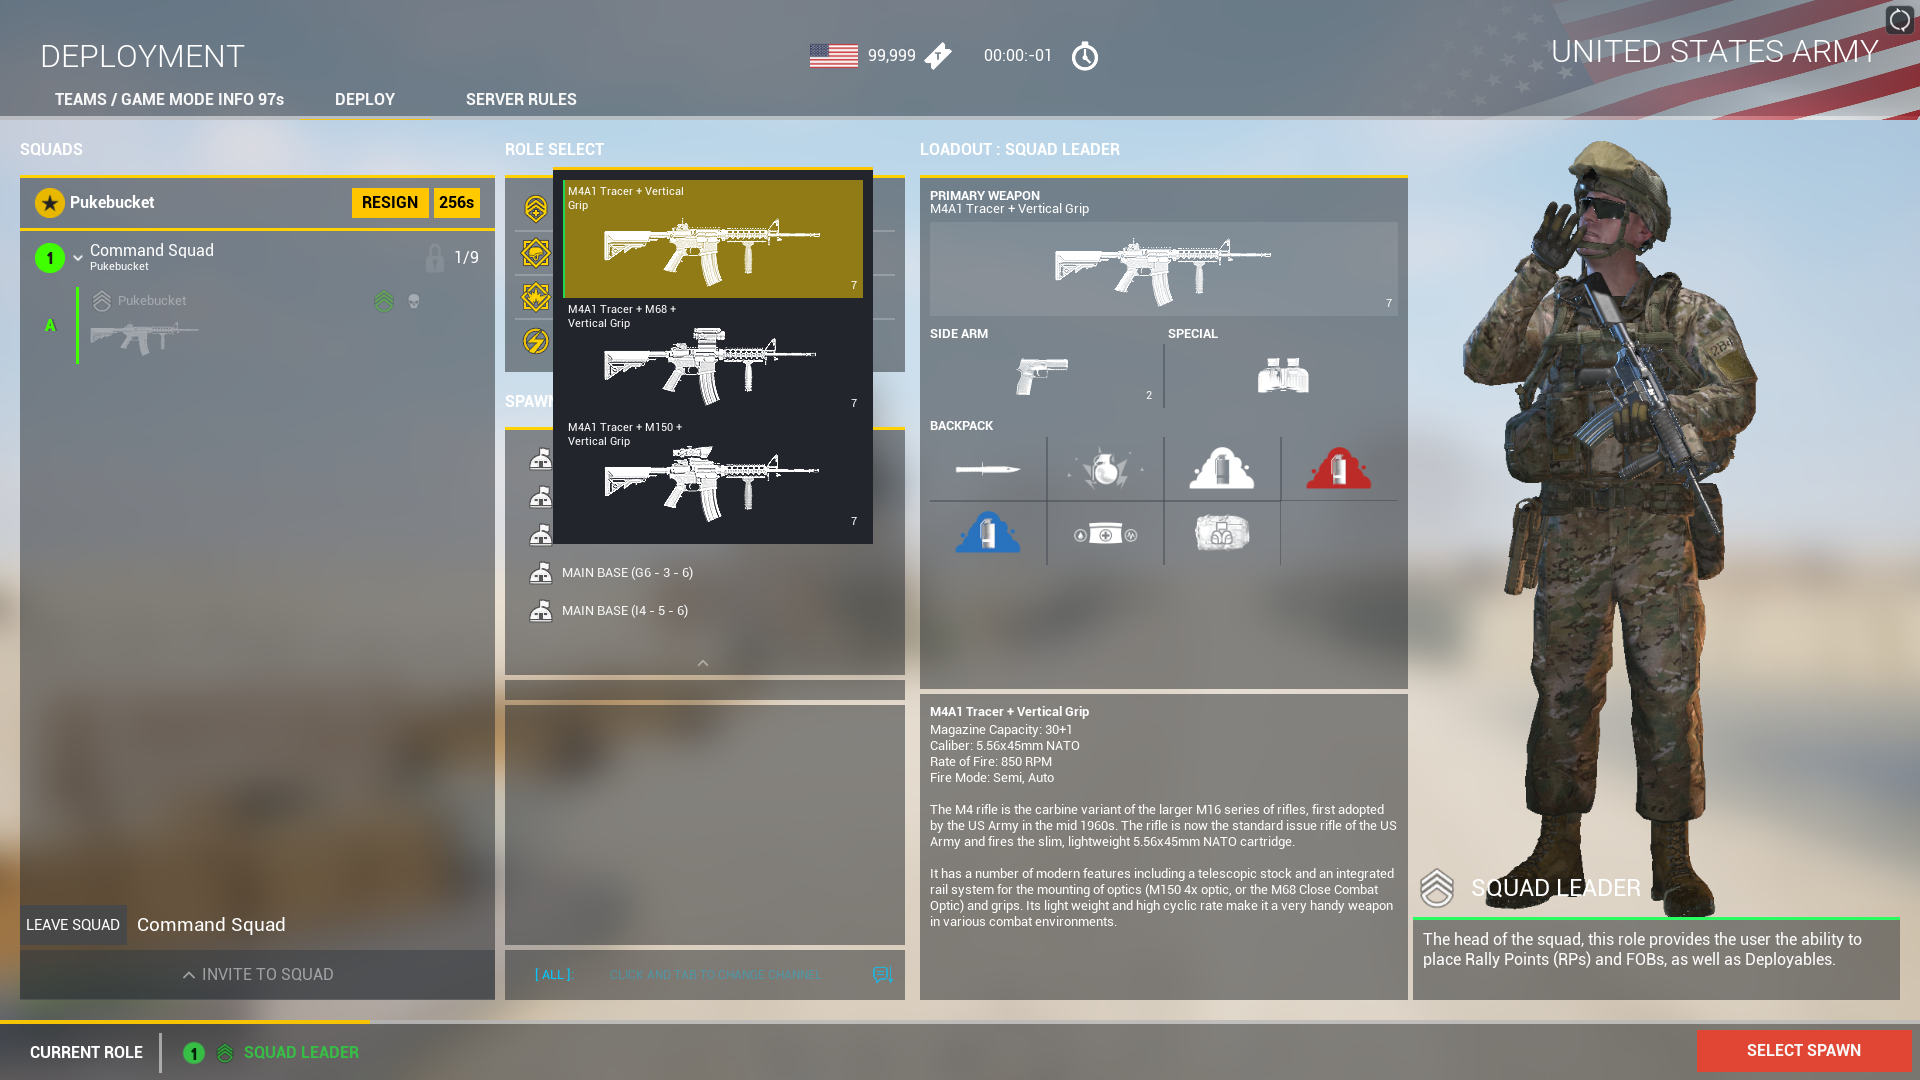 DEPLOYMENT
99,999
00:00:-01
UNITED STATES ARMY
TEAMS / GAME MODE INFO 97s
DEPLOY
SERVER RULES
SQUADS
Pukebucket
RESIGN
256s
1
Command Squad
Pukebucket
1/9
A
Pukebucket
LEAVE SQUAD
Command Squad
INVITE TO SQUAD
ROLE SELECT
M4A1 Tracer + Vertical
Grip
7
M4A1 Tracer + M68 +
Vertical Grip
7
M4A1 Tracer + M150 +
Vertical Grip
7
SPAWN
MAIN BASE (G6 - 3 - 6)
MAIN BASE (I4 - 5 - 6)
[ ALL ]:
CLICK AND TAB TO CHANGE CHANNEL
LOADOUT : SQUAD LEADER
PRIMARY WEAPON
M4A1 Tracer + Vertical Grip
7
SIDE ARM
SPECIAL
2
BACKPACK
M4A1 Tracer + Vertical Grip
Magazine Capacity: 30+1
Caliber: 5.56x45mm NATO
Rate of Fire: 850 RPM
Fire Mode: Semi, Auto
The M4 rifle is the carbine variant of the larger M16 series of rifles, first adopted
by the US Army in the mid 1960s. The rifle is now the standard issue rifle of the US
Army and fires the slim, lightweight 5.56x45mm NATO cartridge.
It has a number of modern features including a telescopic stock and an integrated
rail system for the mounting of optics (M150 4x optic, or the M68 Close Combat
Optic) and grips. Its light weight and high cyclic rate make it a very handy weapon
in various combat environments.
SQUAD LEADER
The head of the squad, this role provides the user the ability to
place Rally Points (RPs) and FOBs, as well as Deployables.
CURRENT ROLE
1
SQUAD LEADER
SELECT SPAWN